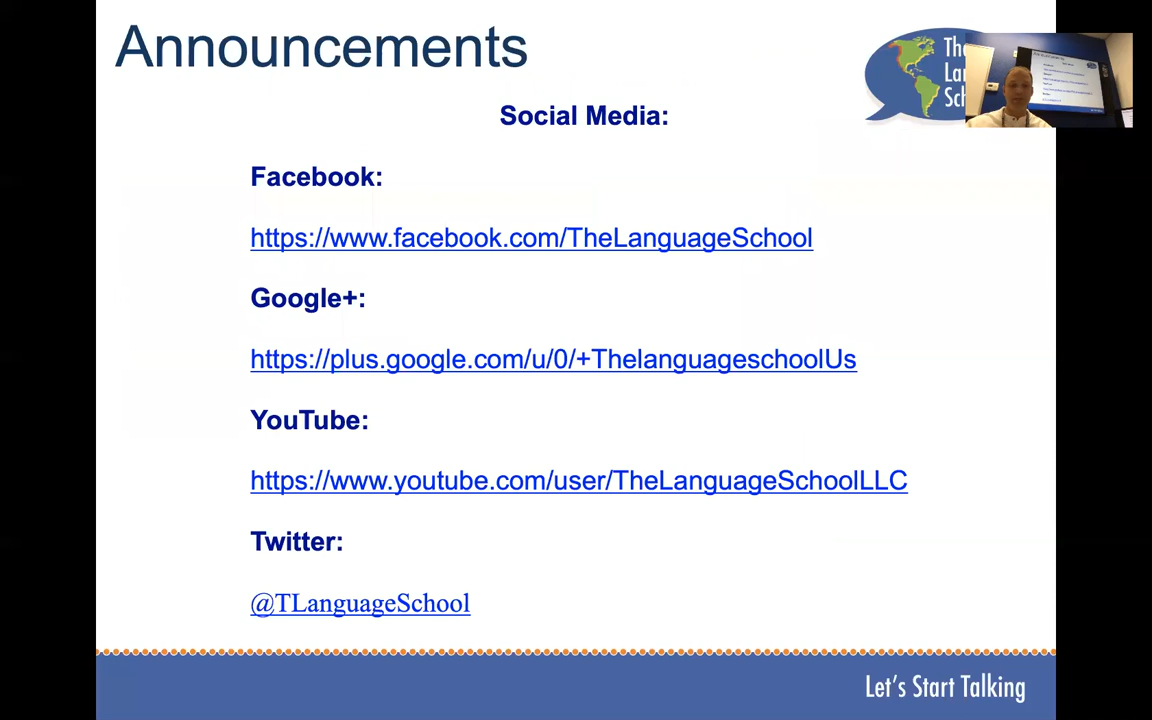 Announcements
The
Social Media:
Facebook:
https://www.facebook.com/TheLanguageSchool
Google+:
https://plus.google.com/u/0/+ThelanguageschoolUs
YouTube:
https://www.youtube.com/user/TheLanguageSchoolLLC
Twitter:
@TLanguageSchool
Let's Start Talking